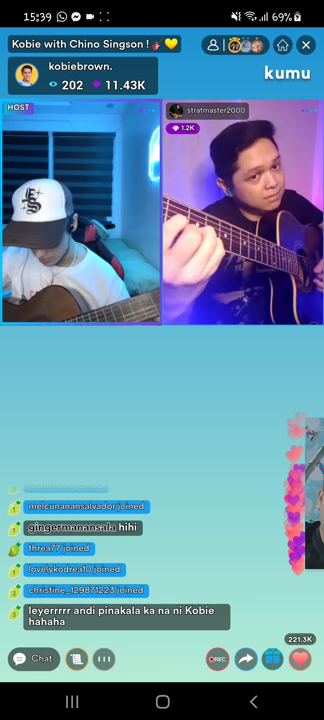 15:39
69%
Kobie with Chino Singson !
kobiebrown.
202 11.43K
kumu
HOST
stratmaster2000
1.2K
melcunanansalvador joined
gingermanansala hihi
threa77 joined
lovelykodrea10 joined
christine_129871223 joined
leyerrrrr andi pinakala ka na ni Kobie
hahaha
221.3K
Chat
REC